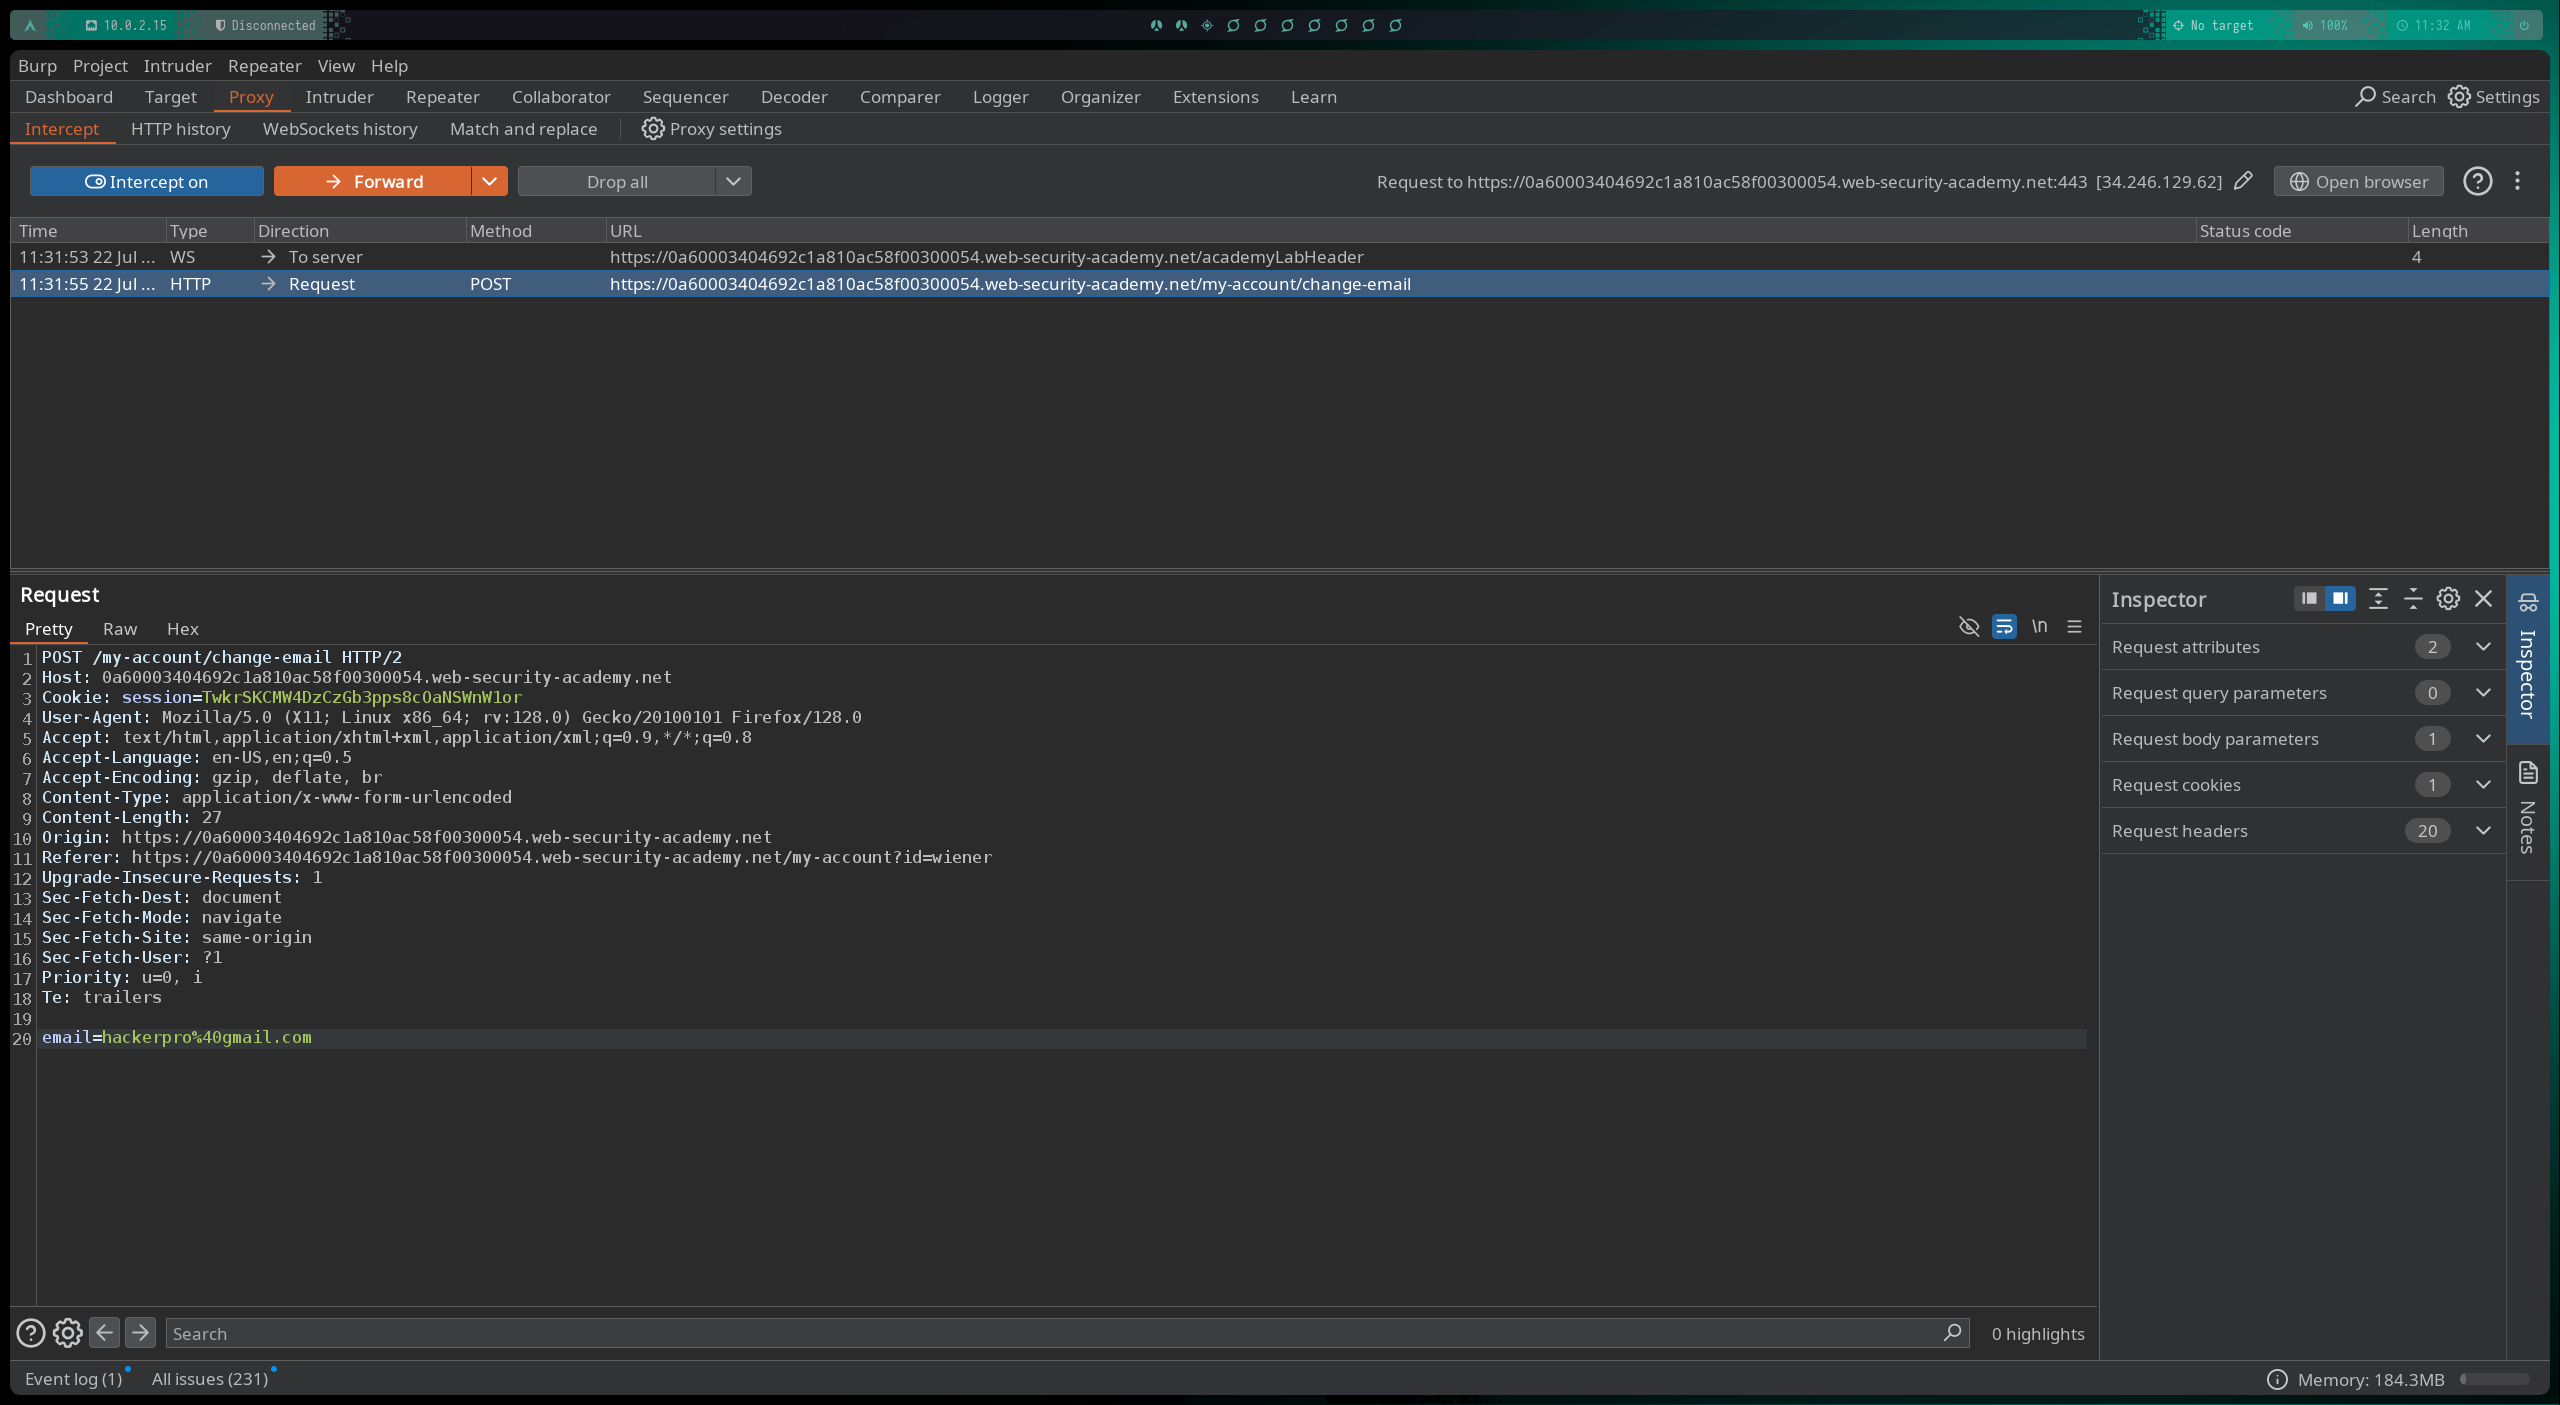 10.0.2.15 Disconnected No target 100% 11:32 AM
Burp Project Intruder Repeater View Help
Dashboard Target Proxy Intruder Repeater Collaborator Sequencer Decoder Comparer Logger Organizer Extensions Learn Search Settings
Intercept HTTP history WebSockets history Match and replace Proxy settings
Intercept on Forward Drop all Request to https://0a60003404692c1a810ac58f00300054.web-security-academy.net:443 [34.246.129.62] Open browser
Time Type Direction Method URL Status code Length
11:31:53 22 Jul ... WS To server https://0a60003404692c1a810ac58f00300054.web-security-academy.net/academyLabHeader 4
11:31:55 22 Jul ... HTTP Request POST https://0a60003404692c1a810ac58f00300054.web-security-academy.net/my-account/change-email
Request
Pretty Raw Hex \n
1 POST /my-account/change-email HTTP/2
2 Host: 0a60003404692c1a810ac58f00300054.web-security-academy.net
3 Cookie: session=TwkrSKCMW4DzCzGb3pps8cOaNSWnW1or
4 User-Agent: Mozilla/5.0 (X11; Linux x86_64; rv:128.0) Gecko/20100101 Firefox/128.0
5 Accept: text/html,application/xhtml+xml,application/xml;q=0.9,*/*;q=0.8
6 Accept-Language: en-US,en;q=0.5
7 Accept-Encoding: gzip, deflate, br
8 Content-Type: application/x-www-form-urlencoded
9 Content-Length: 27
10 Origin: https://0a60003404692c1a810ac58f00300054.web-security-academy.net
11 Referer: https://0a60003404692c1a810ac58f00300054.web-security-academy.net/my-account?id=wiener
12 Upgrade-Insecure-Requests: 1
13 Sec-Fetch-Dest: document
14 Sec-Fetch-Mode: navigate
15 Sec-Fetch-Site: same-origin
16 Sec-Fetch-User: ?1
17 Priority: u=0, i
18 Te: trailers
19
20 email=hackerpro%40gmail.com
Inspector
Request attributes 2
Request query parameters 0
Request body parameters 1
Request cookies 1
Request headers 20
Inspector
Notes
Search 0 highlights
Event log (1) All issues (231) Memory: 184.3MB